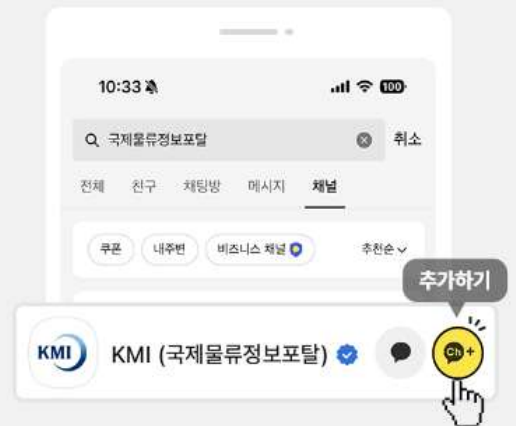 10:33
100
국제물류정보포탈 취소
전체 친구 채팅방 메시지 채널
쿠폰 내주변 비즈니스 채널 추천순
추가하기
KMI KMI (국제물류정보포탈) Ch+